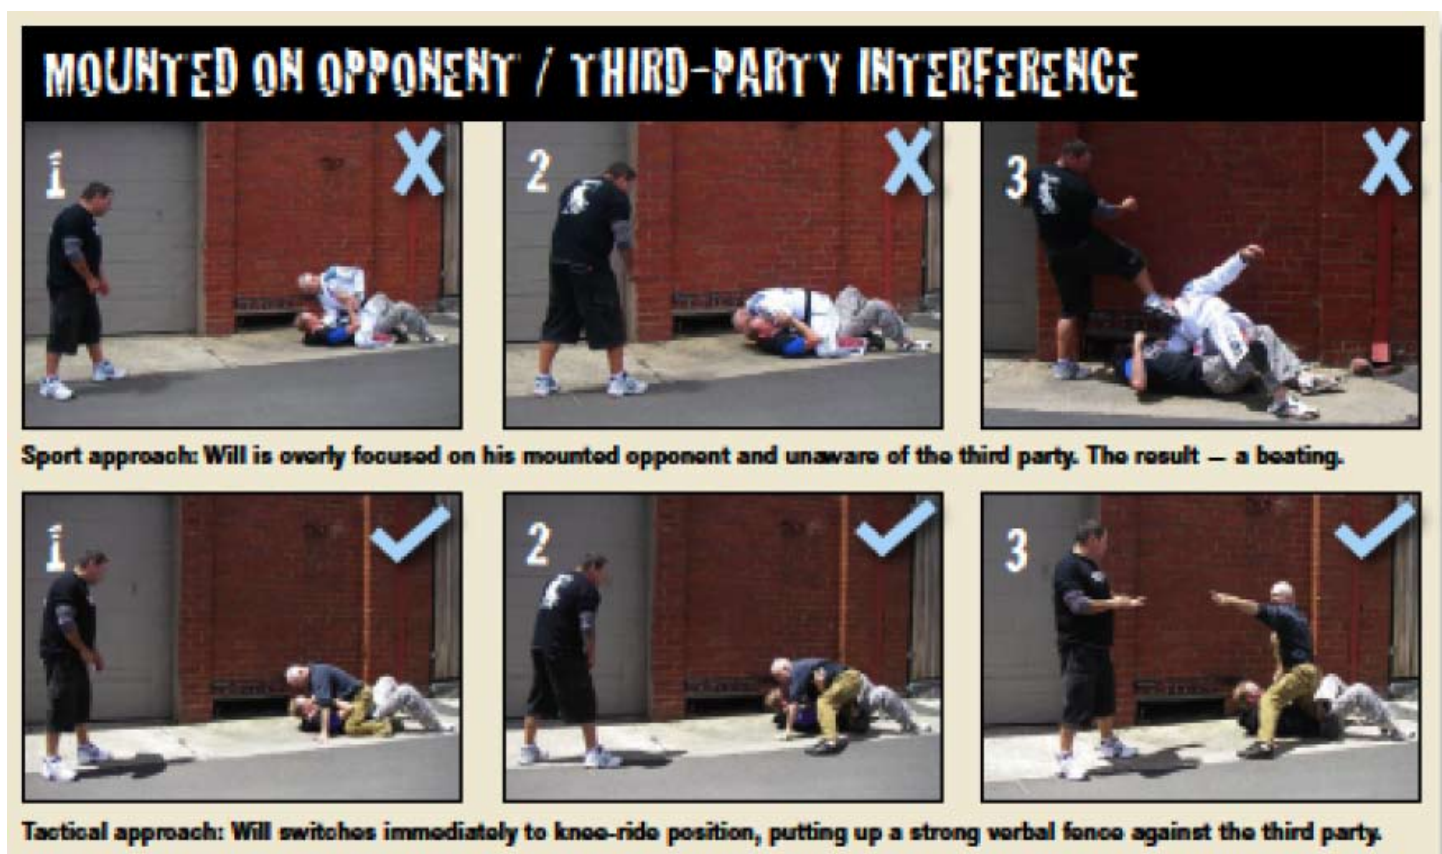 MOUNTED ON OPPONENT / THIRD-PARTY INTERFERENCE
1
2
3
Sport approach: Will is overly focused on his mounted opponent and unaware of the third party. The result – a beating.
1
2
3
Tactical approach: Will switches immediately to knee-ride position, putting up a strong verbal fence against the third party.